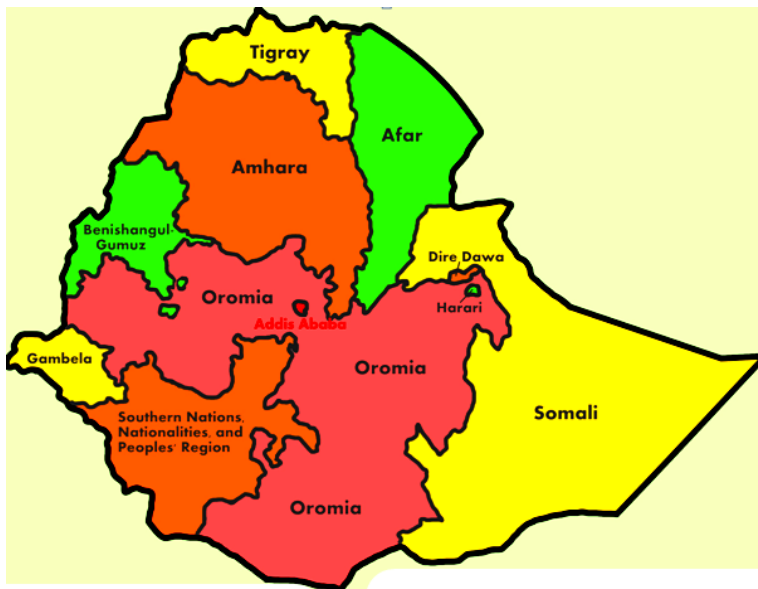 Tigray
Afar
Amhara
Benishangul-
Gumuz
Dire Dawa
Oromia
Harari
Addis Ababa
Gambela
Oromia
Somali
Southern Nations,
Nationalities, and
Peoples' Region
Oromia